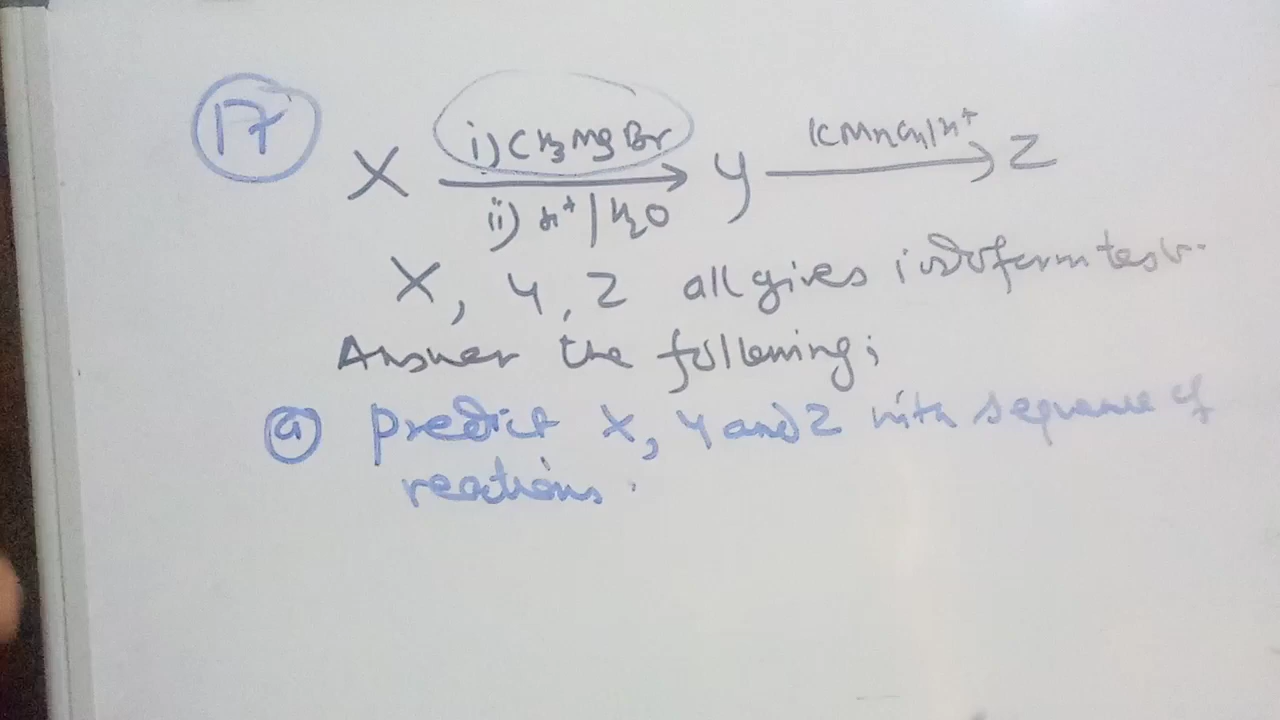 17
i) CH3MgBr
KMnO4/H+
X → Y → Z
ii) H+/H2O
X, Y, Z all gives iodoform test
Answer the following;
a) predict X, Y and Z with sequence of
reactions.